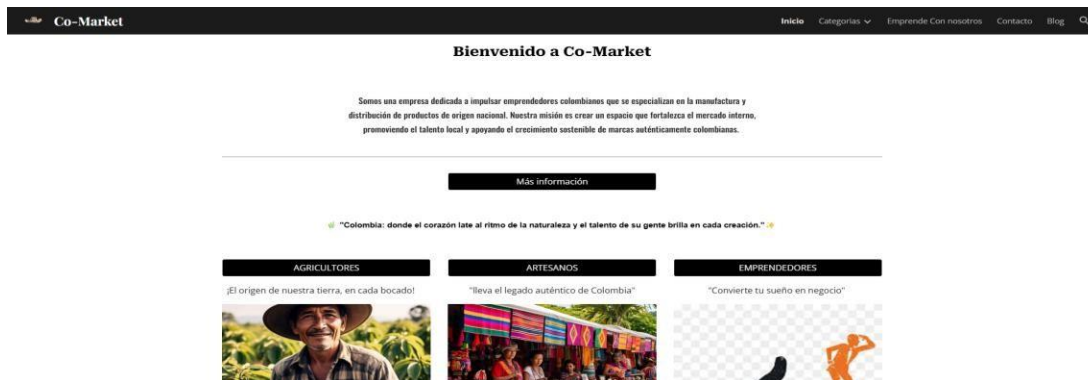 Co-Market
Inicio Categorias Emprende Con nosotros Contacto Blog
Bienvenido a Co-Market
Somos una empresa dedicada a impulsar emprendedores colombianos que se especializan en la manufactura y
distribución de productos de origen nacional. Nuestra misión es crear un espacio que fortalezca el mercado interno,
promoviendo el talento local y apoyando el crecimiento sostenible de marcas auténticamente colombianas.
Más información
"Colombia: donde el corazón late al ritmo de la naturaleza y el talento de su gente brilla en cada creación."
AGRICULTORES
ARTESANOS
EMPRENDEDORES
¡El origen de nuestra tierra, en cada bocado!
"lleva el legado auténtico de Colombia"
"Convierte tu sueño en negocio"